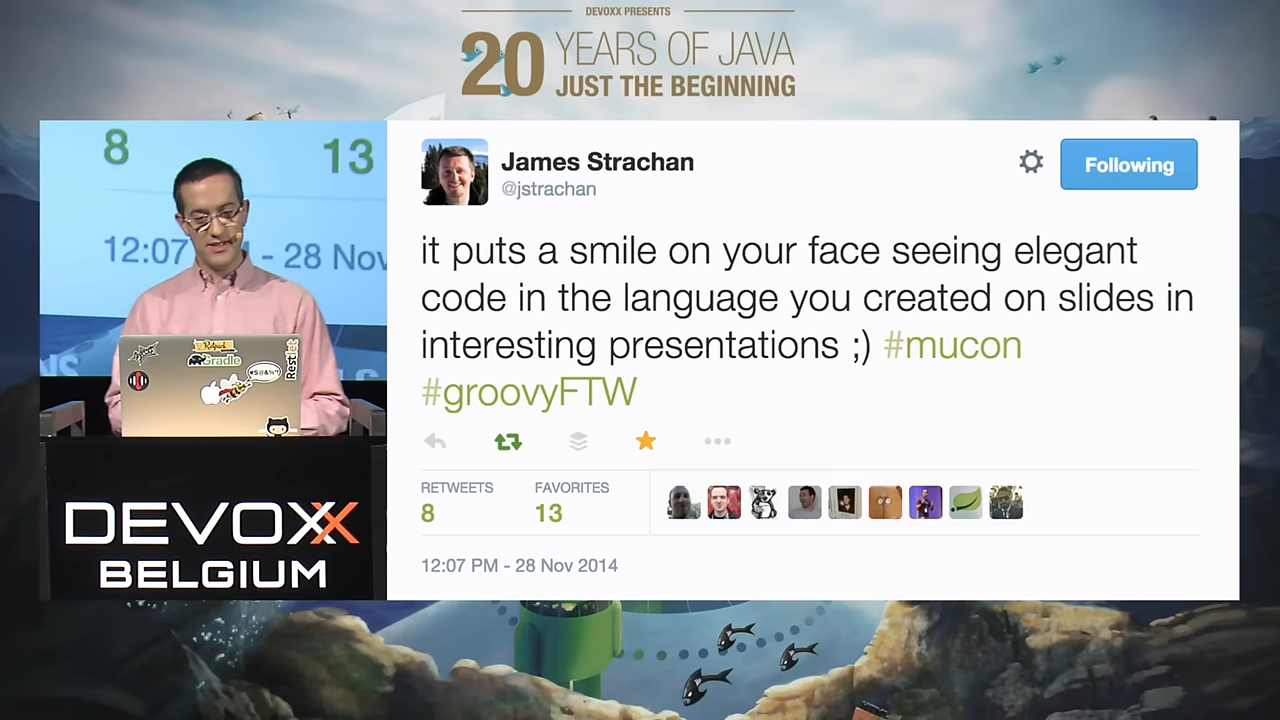 DEVOXX PRESENTS
20 YEARS OF JAVA
JUST THE BEGINNING
8 13
12:07 - 28 Nov
James Strachan
@jstrachan
Following
it puts a smile on your face seeing elegant
code in the language you created on slides in
interesting presentations ;) #mucon
#groovyFTW
RETWEETS FAVORITES
8 13
12:07 PM - 28 Nov 2014
Ratpack
Gradle
Restlet
#$@&%*!
DEVOXX
BELGIUM